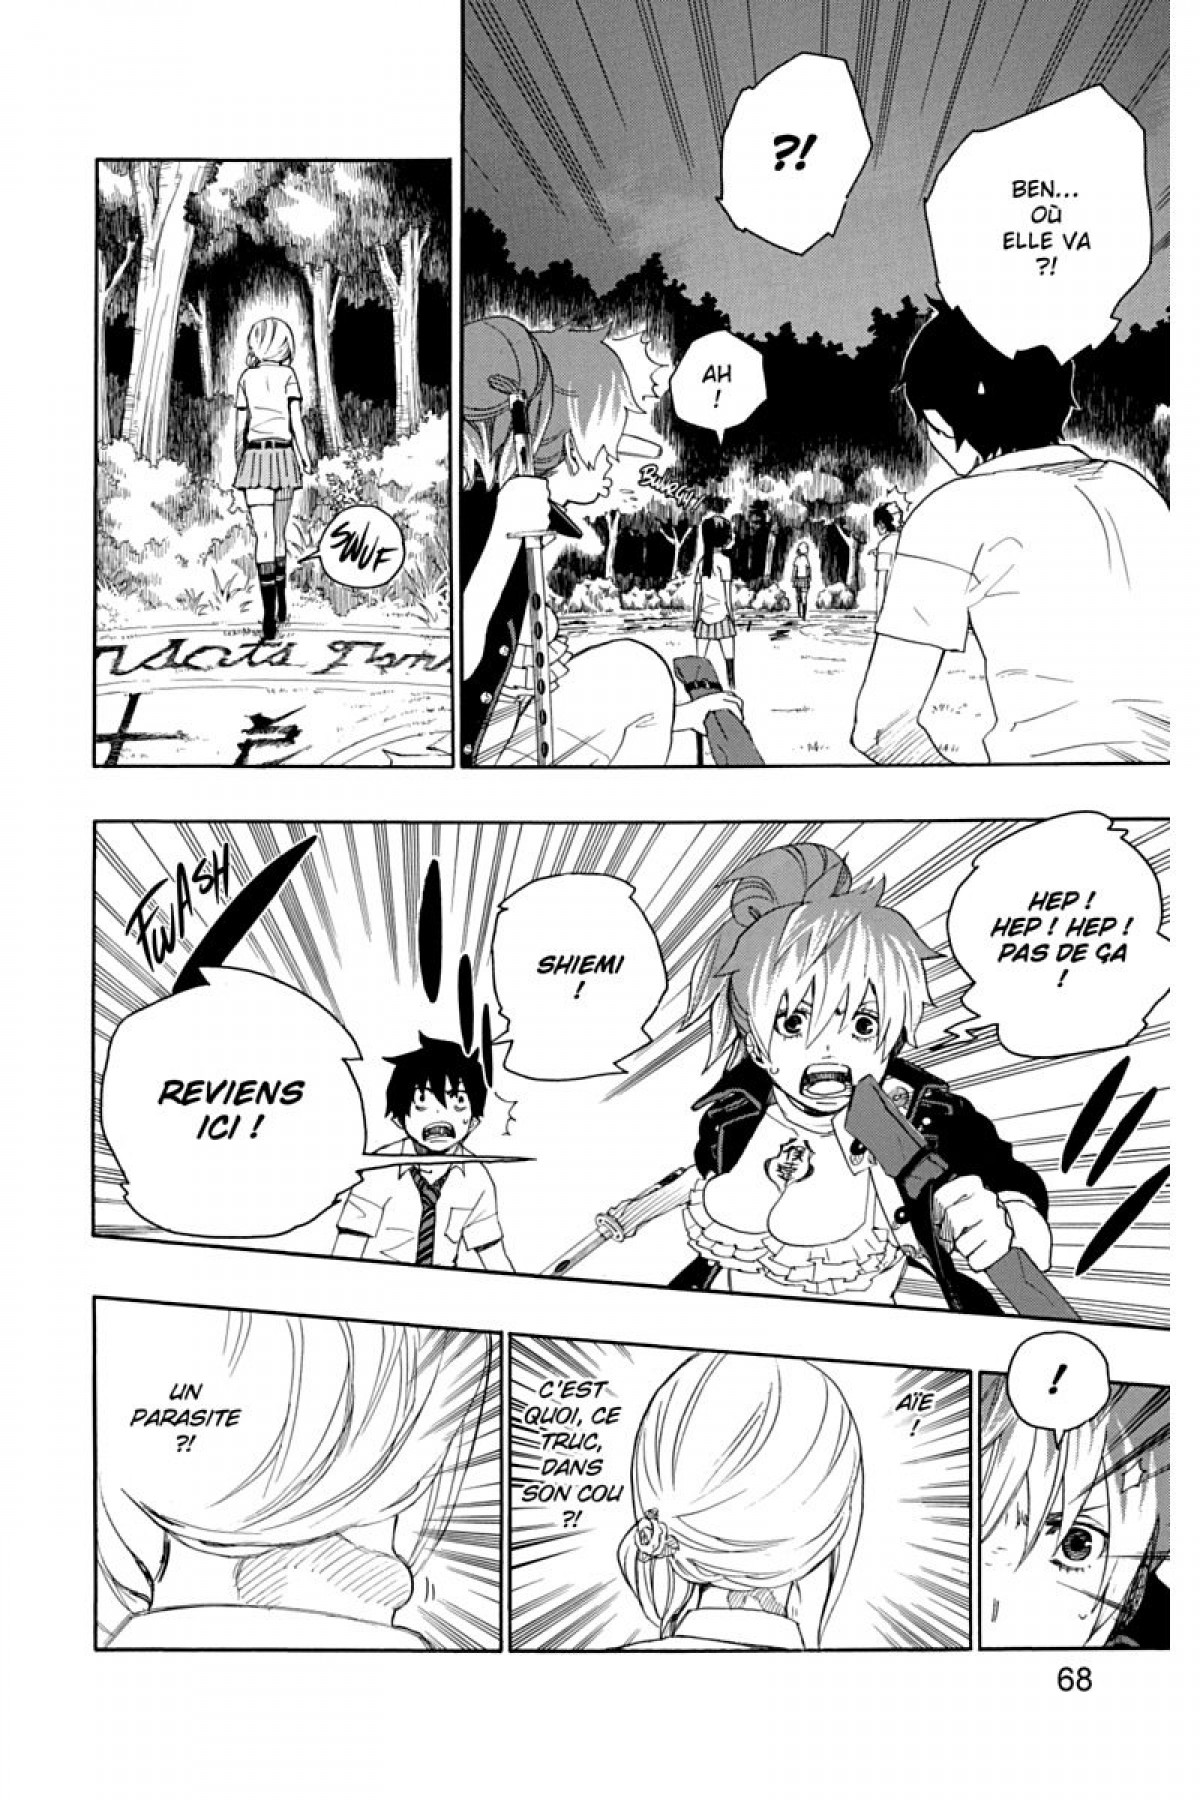 BEN...
OÙ
ELLE VA
?!
?!
AH
!
SWUF
HEP !
HEP ! HEP !
PAS DE ÇA
!
SHIEMI
!
FWASH
REVIENS
ICI !
!
AÏE
!
C'EST
QUOI, CE
TRUC,
DANS
SON COU
?!
UN
PARASITE
?!
68